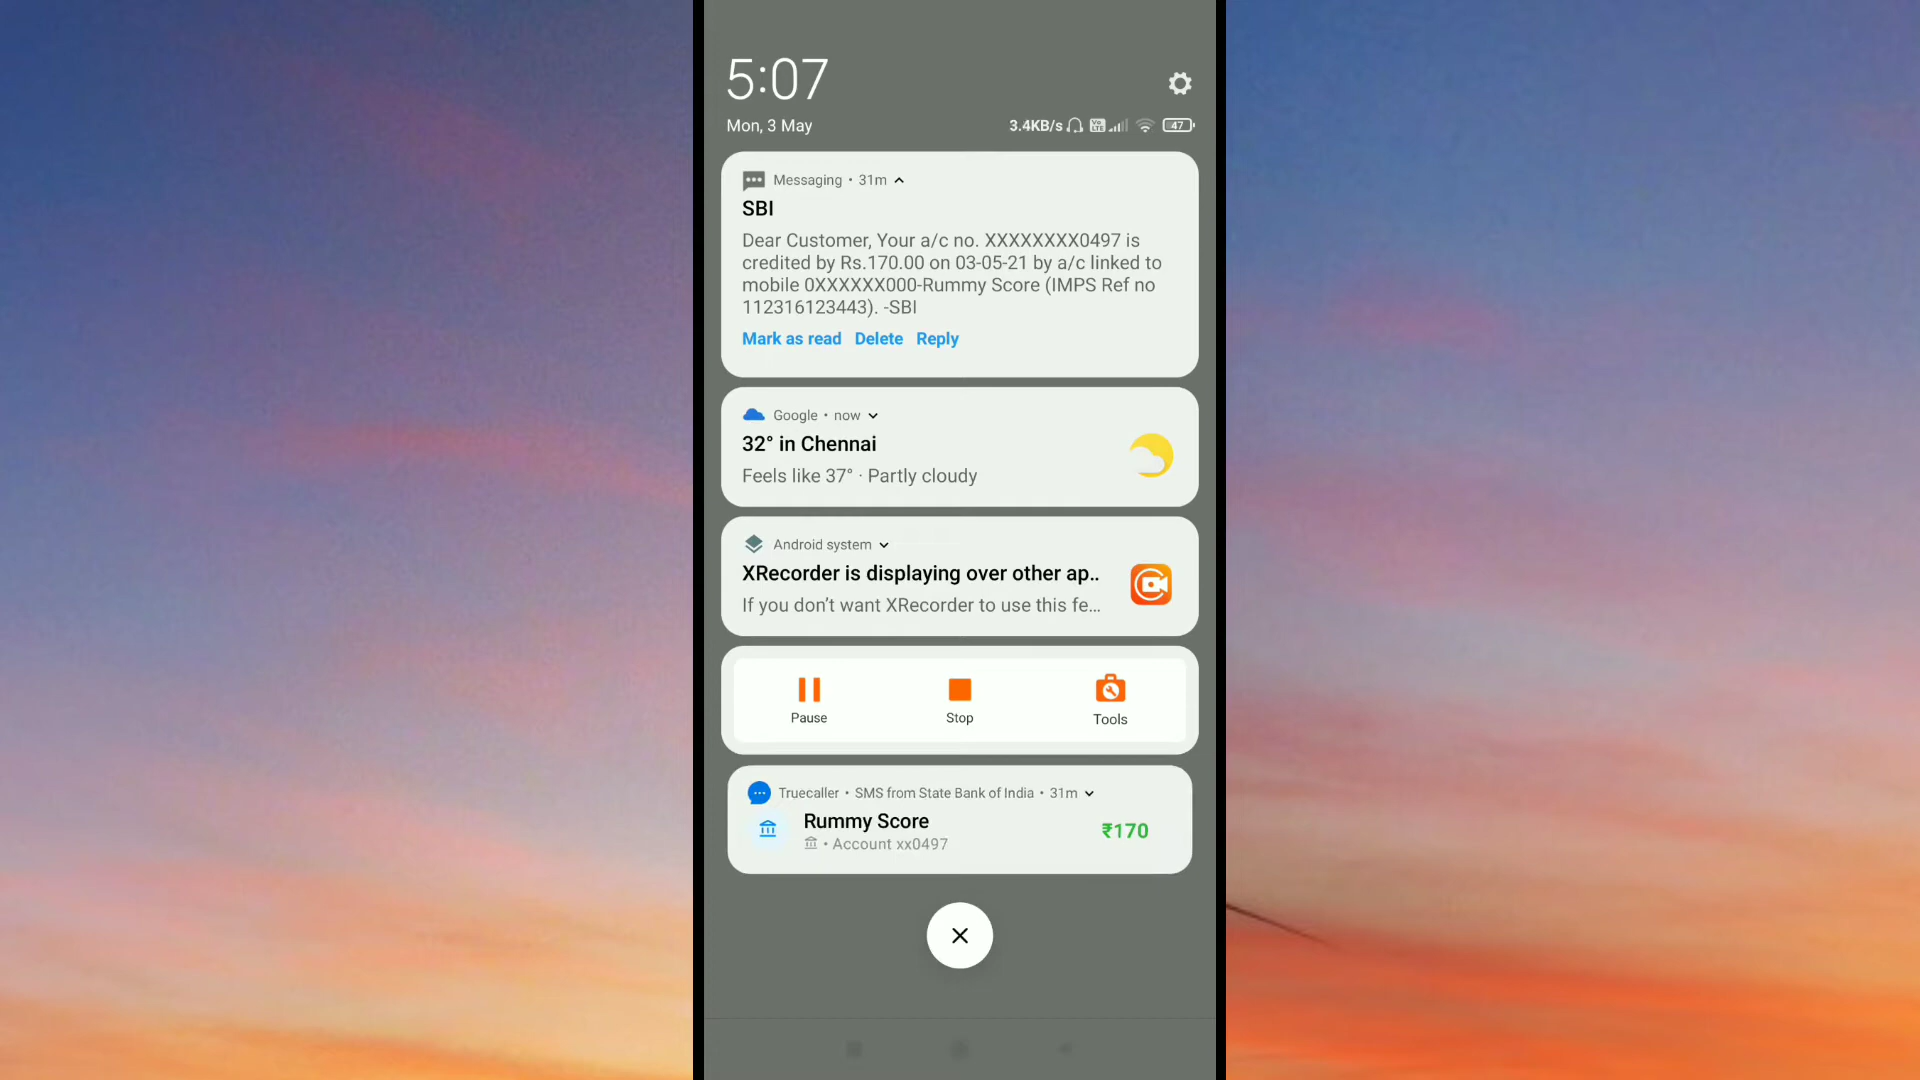 5:07
Mon, 3 May
3.4KB/s Vo LTE 47
Messaging • 31m
SBI
Dear Customer, Your a/c no. XXXXXXXX0497 is
credited by Rs.170.00 on 03-05-21 by a/c linked to
mobile 0XXXXXX000-Rummy Score (IMPS Ref no
112316123443). -SBI
Mark as read Delete Reply
Google • now
32° in Chennai
Feels like 37° · Partly cloudy
Android system
XRecorder is displaying over other ap..
If you don’t want XRecorder to use this fe...
Pause Stop Tools
Truecaller • SMS from State Bank of India • 31m
Rummy Score
• Account xx0497
₹170